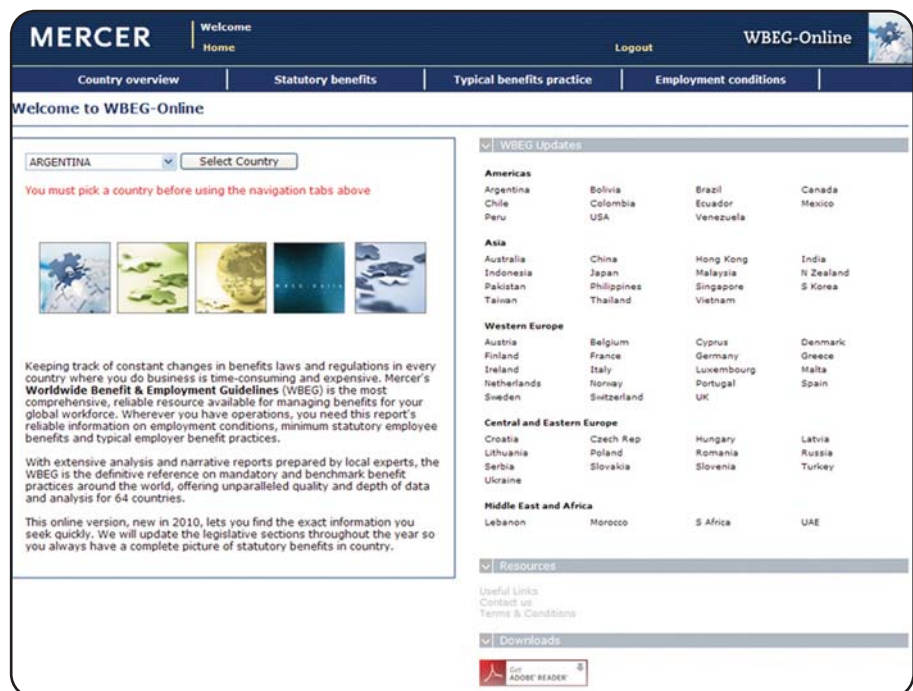 MERCER
Welcome
Home
Logout
WBEG-Online
Country overview
Statutory benefits
Typical benefits practice
Employment conditions
Welcome to WBEG-Online
ARGENTINA
Select Country
You must pick a country before using the navigation tabs above
Keeping track of constant changes in benefits laws and regulations in every
country where you do business is time-consuming and expensive. Mercer's
Worldwide Benefit & Employment Guidelines (WBEG) is the most
comprehensive, reliable resource available for managing benefits for your
global workforce. Wherever you have operations, you need this report's
reliable information on employment conditions, minimum statutory employee
benefits and typical employer benefit practices.
With extensive analysis and narrative reports prepared by local experts, the
WBEG is the definitive reference on mandatory and benchmark benefit
practices around the world, offering unparalleled quality and depth of data
and analysis for 64 countries.
This online version, new in 2010, lets you find the exact information you
seek quickly. We will update the legislative sections throughout the year so
you always have a complete picture of statutory benefits in country.
WBEG Updates
Americas
Argentina Bolivia Brazil Canada
Chile Colombia Ecuador Mexico
Peru USA Venezuela
Asia
Australia China Hong Kong India
Indonesia Japan Malaysia N Zealand
Pakistan Philippines Singapore S Korea
Taiwan Thailand Vietnam
Western Europe
Austria Belgium Cyprus Denmark
Finland France Germany Greece
Ireland Italy Luxembourg Malta
Netherlands Norway Portugal Spain
Sweden Switzerland UK
Central and Eastern Europe
Croatia Czech Rep Hungary Latvia
Lithuania Poland Romania Russia
Serbia Slovakia Slovenia Turkey
Ukraine
Middle East and Africa
Lebanon Morocco S Africa UAE
Resources
Useful Links
Contact us
Terms & Conditions
Downloads
Get
ADOBE READER